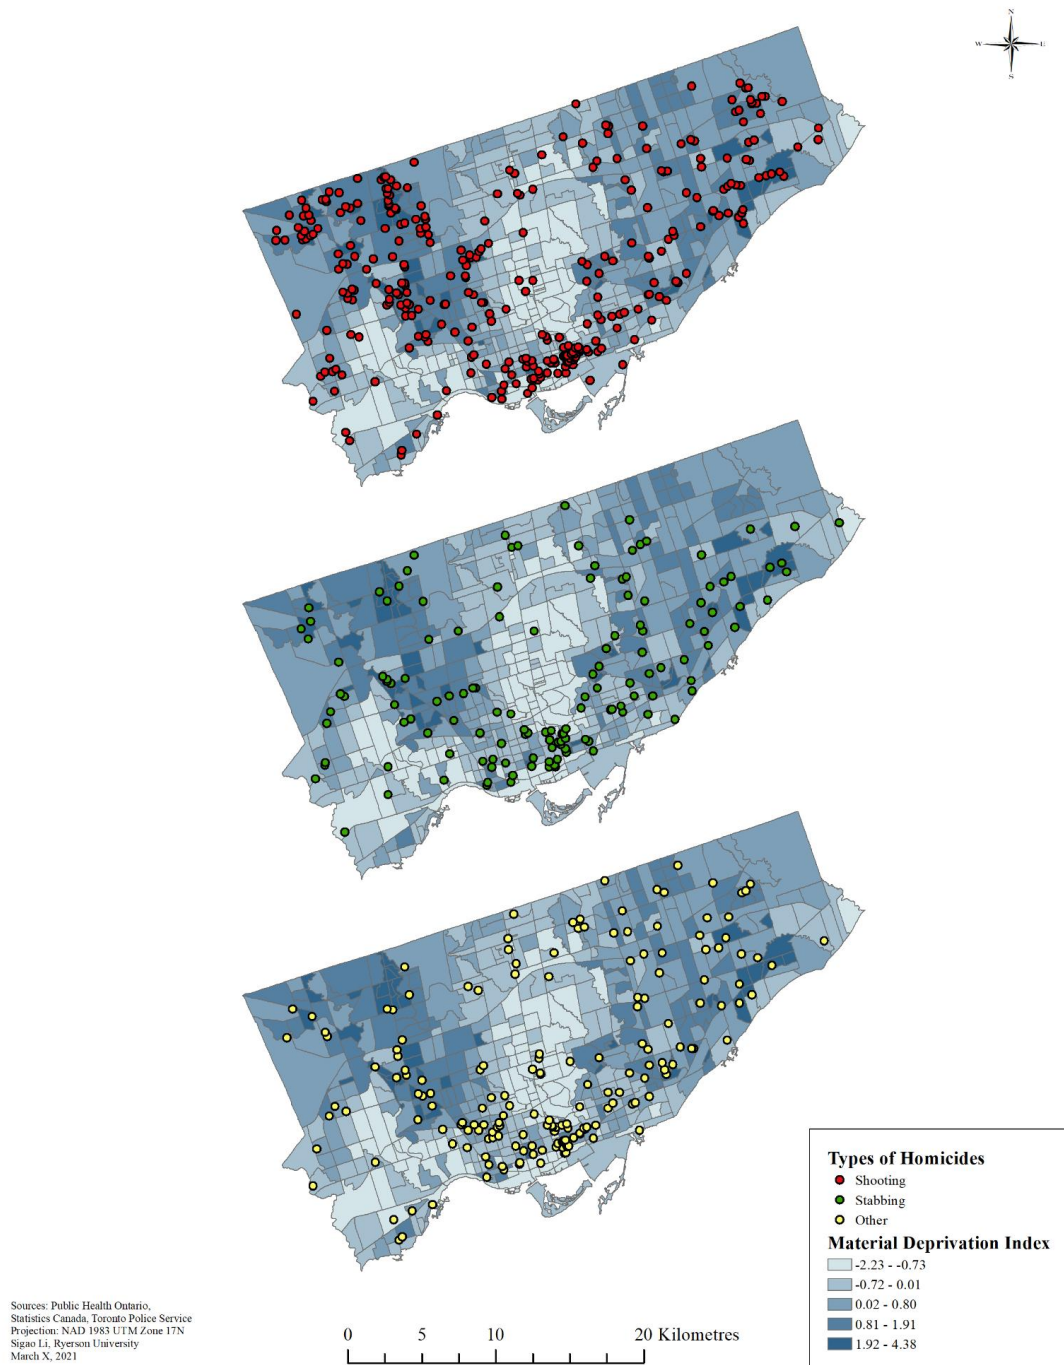 N
W E
S
Types of Homicides
Shooting
Stabbing
Other
Material Deprivation Index
-2.23 - -0.73
-0.72 - 0.01
0.02 - 0.80
0.81 - 1.91
1.92 - 4.38
Sources: Public Health Ontario,
Statistics Canada, Toronto Police Service
Projection: NAD 1983 UTM Zone 17N
Sigao Li, Ryerson University
March X, 2021
0 5 10 20 Kilometres